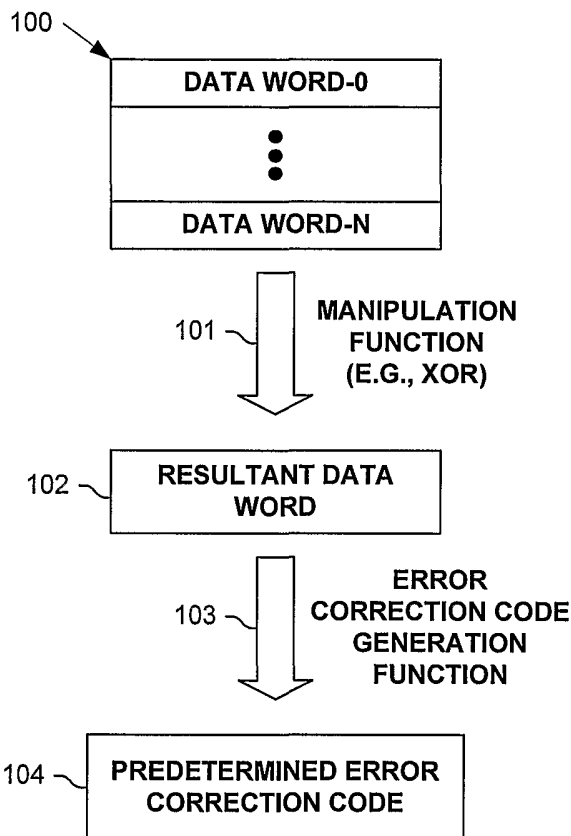 100
DATA WORD-0
DATA WORD-N
101
MANIPULATION
FUNCTION
(E.G., XOR)
102
RESULTANT DATA
WORD
103
ERROR
CORRECTION CODE
GENERATION
FUNCTION
104
PREDETERMINED ERROR
CORRECTION CODE